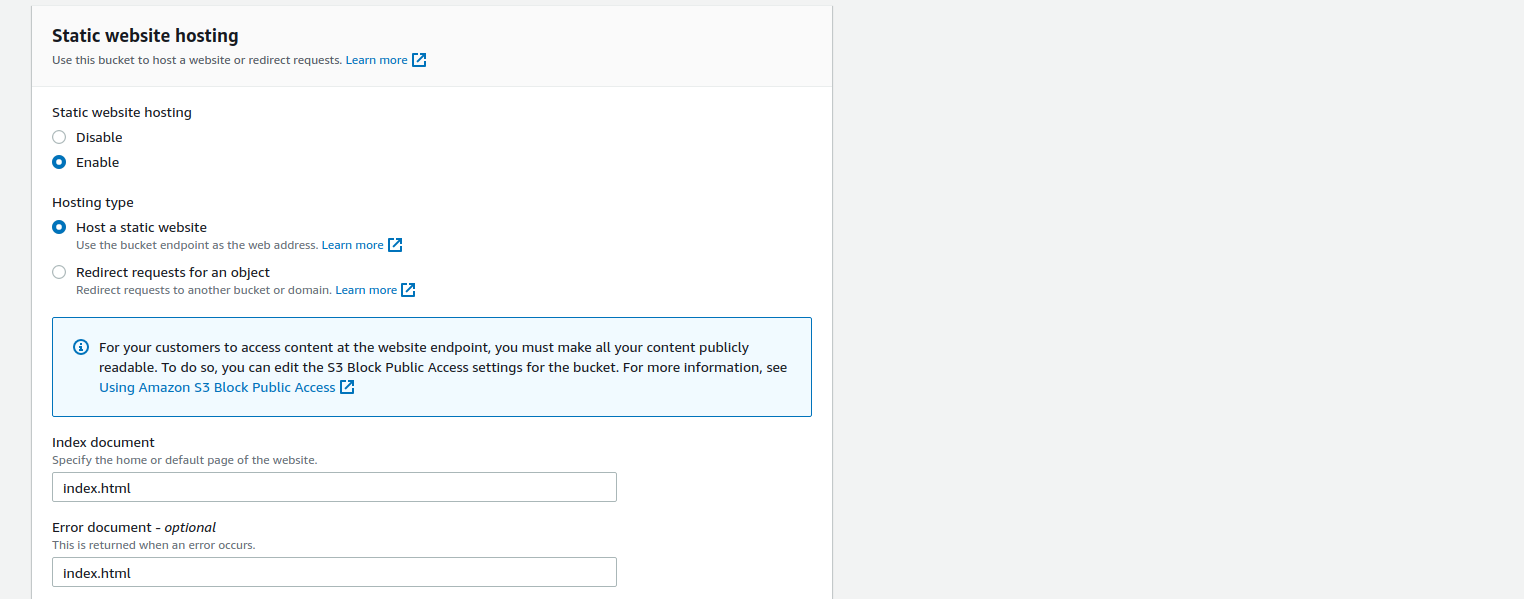 Static website hosting
Use this bucket to host a website or redirect requests. Learn more
Static website hosting
Disable
Enable
Hosting type
Host a static website
Use the bucket endpoint as the web address. Learn more
Redirect requests for an object
Redirect requests to another bucket or domain. Learn more
For your customers to access content at the website endpoint, you must make all your content publicly
readable. To do so, you can edit the S3 Block Public Access settings for the bucket. For more information, see
Using Amazon S3 Block Public Access
Index document
Specify the home or default page of the website.
index.html
Error document - optional
This is returned when an error occurs.
index.html